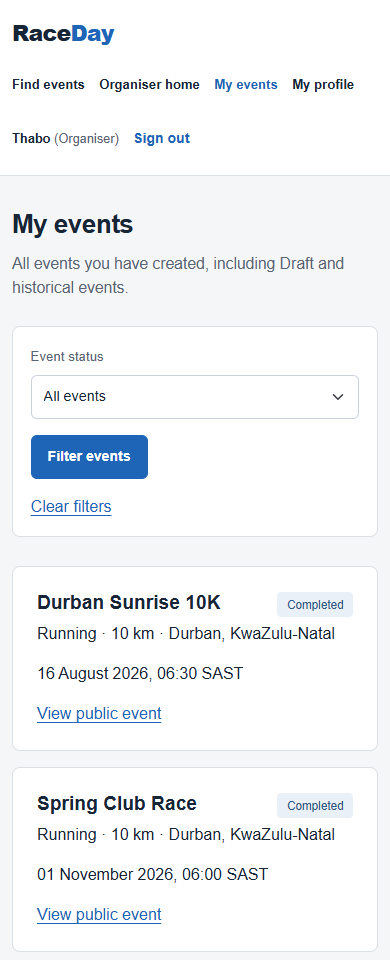 RaceDay
Find events Organiser home My events My profile
Thabo (Organiser) Sign out
My events
All events you have created, including Draft and
historical events.
Event status
All events
Filter events
Clear filters
Durban Sunrise 10K Completed
Running · 10 km · Durban, KwaZulu-Natal
16 August 2026, 06:30 SAST
View public event
Spring Club Race Completed
Running · 10 km · Durban, KwaZulu-Natal
01 November 2026, 06:00 SAST
View public event